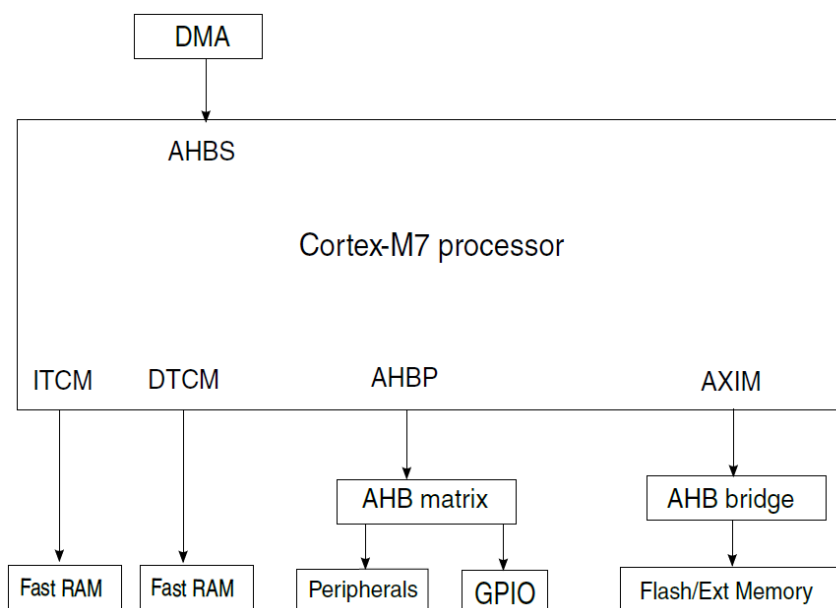 DMA
AHBS
Cortex-M7 processor
ITCM
DTCM
AHBP
AXIM
AHB matrix
AHB bridge
Fast RAM
Fast RAM
Peripherals
GPIO
Flash/Ext Memory